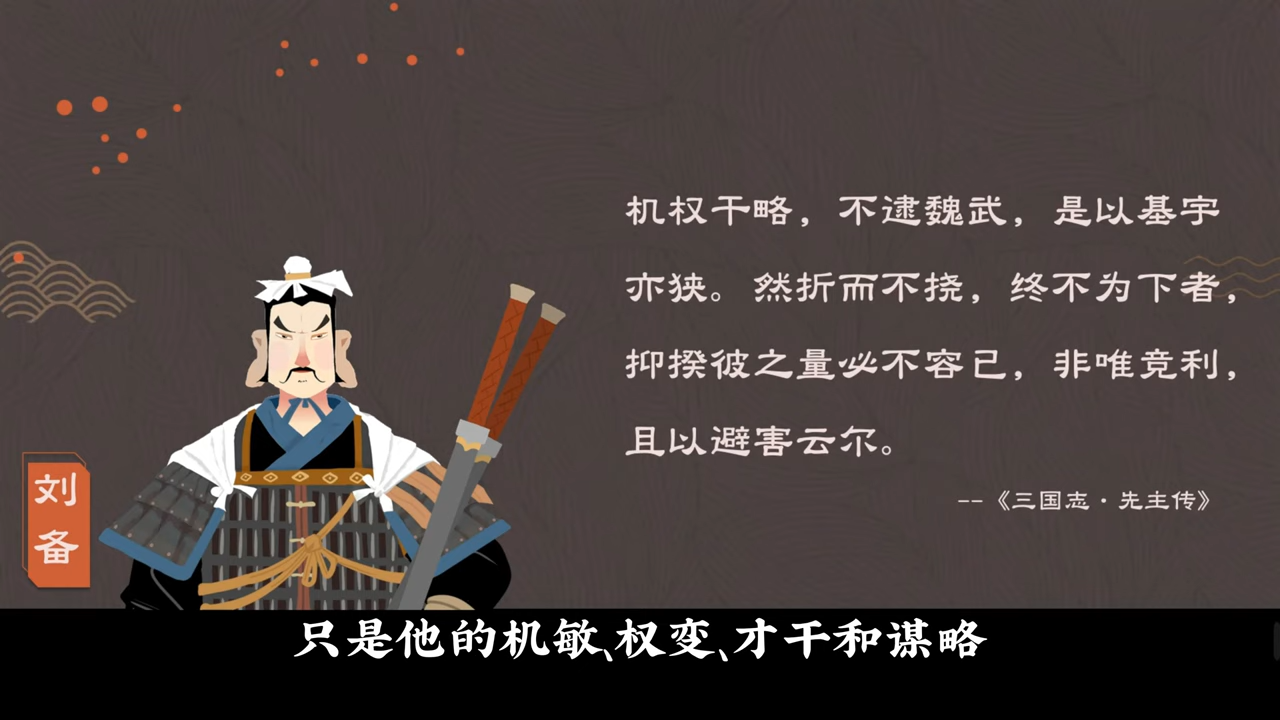 机权干略，不逮魏武，是以基宇
亦狭。然折而不挠，终不为下者，
抑揆彼之量必不容己，非唯竞利，
且以避害云尔。
--《三国志·先主传》
刘备
只是他的机敏、权变、才干和谋略